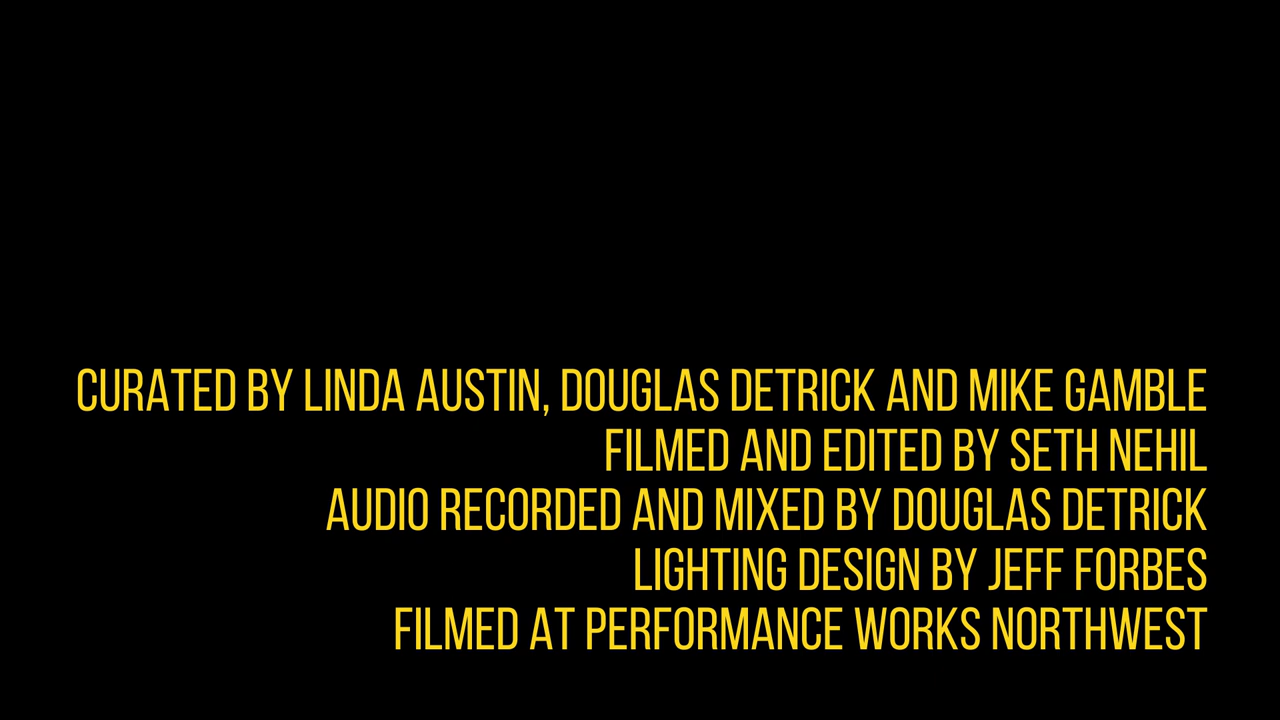 CURATED BY LINDA AUSTIN, DOUGLAS DETRICK AND MIKE GAMBLE
FILMED AND EDITED BY SETH NEHIL
AUDIO RECORDED AND MIXED BY DOUGLAS DETRICK
LIGHTING DESIGN BY JEFF FORBES
FILMED AT PERFORMANCE WORKS NORTHWEST